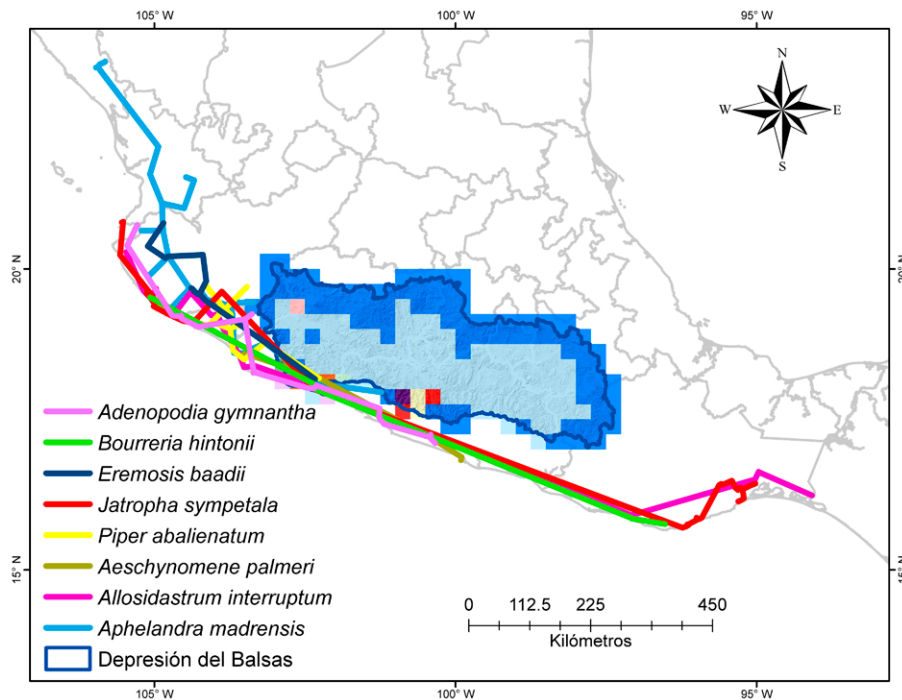 105° W
100° W
95° W
N
W
E
S
20° N
20° N
Adenopodia gymnantha
Bourreria hintonii
Eremosis baadii
Jatropha sympetala
Piper abalienatum
Aeschynomene palmeri
Allosidastrum interruptum
Aphelandra madrensis
Depresión del Balsas
15° N
15° N
0 112.5 225 450
Kilómetros
105° W
100° W
95° W